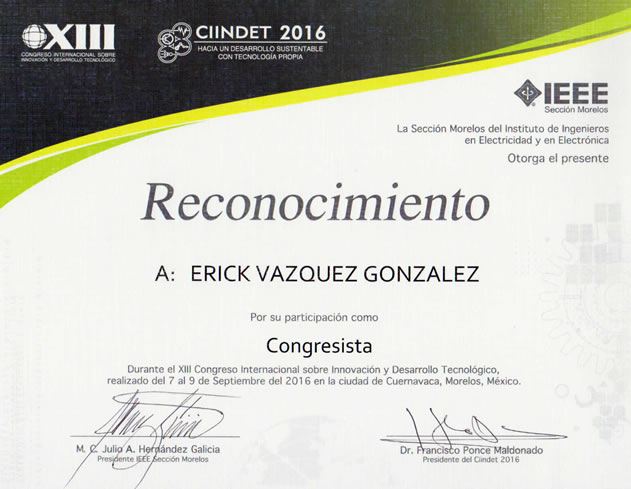 XIII
CONGRESO INTERNACIONAL SOBRE
INNOVACIÓN Y DESARROLLO TECNOLÓGICO
CIINDET 2016
HACIA UN DESARROLLO SUSTENTABLE
CON TECNOLOGÍA PROPIA
IEEE
Sección Morelos
La Sección Morelos del Instituto de Ingenieros
en Electricidad y en Electrónica
Otorga el presente
Reconocimiento
A: ERICK VAZQUEZ GONZALEZ
Por su participación como
Congresista
Durante el XIII Congreso Internacional sobre Innovación y Desarrollo Tecnológico,
realizado del 7 al 9 de Septiembre del 2016 en la ciudad de Cuernavaca, Morelos, México.
M. C. Julio A. Hernández Galicia
Presidente IEEE Sección Morelos
Dr. Francisco Ponce Maldonado
Presidente del Ciindet 2016